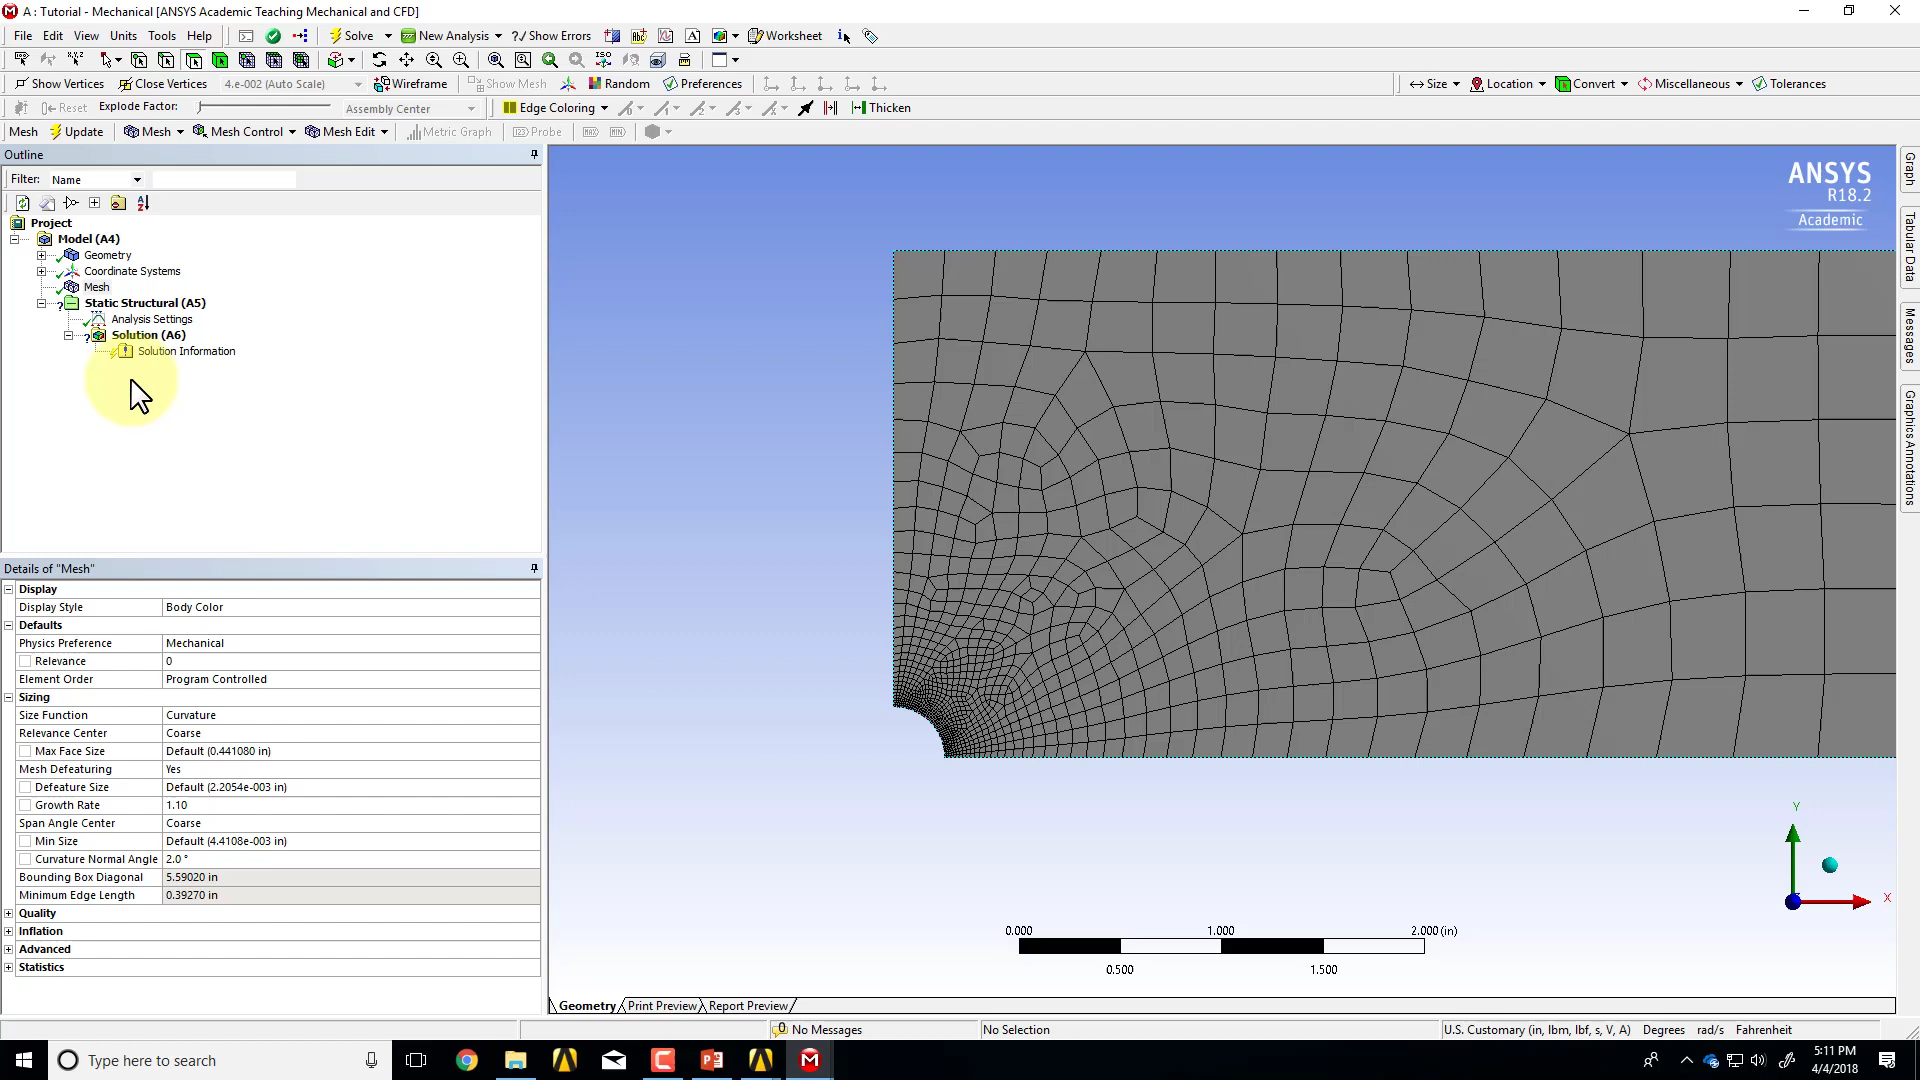 A : Tutorial - Mechanical [ANSYS Academic Teaching Mechanical and CFD]
File Edit View Units Tools Help Solve New Analysis ?/ Show Errors Worksheet
Show Vertices Close Vertices 4.e-002 (Auto Scale) Wireframe Show Mesh Random Preferences Size Location Convert Miscellaneous Tolerances
Reset Explode Factor: Assembly Center Edge Coloring Thicken
Mesh Update Mesh Mesh Control Mesh Edit Metric Graph Probe
Outline
Filter: Name
Project
Model (A4)
Geometry
Coordinate Systems
Mesh
Static Structural (A5)
Analysis Settings
Solution (A6)
Solution Information
Details of "Mesh"
Display
Display Style Body Color
Defaults
Physics Preference Mechanical
Relevance 0
Element Order Program Controlled
Sizing
Size Function Curvature
Relevance Center Coarse
Max Face Size Default (0.441080 in)
Mesh Defeaturing Yes
Defeature Size Default (2.2054e-003 in)
Growth Rate 1.10
Span Angle Center Coarse
Min Size Default (4.4108e-003 in)
Curvature Normal Angle 2.0 °
Bounding Box Diagonal 5.59020 in
Minimum Edge Length 0.39270 in
Quality
Inflation
Advanced
Statistics
ANSYS
R18.2
Academic
Graph
Tabular Data
Messages
Graphics Annotations
Y
X
0.000 1.000 2.000 (in)
0.500 1.500
Geometry Print Preview Report Preview
No Messages No Selection U.S. Customary (in, lbm, lbf, s, V, A) Degrees rad/s Fahrenheit
Type here to search
5:11 PM
4/4/2018